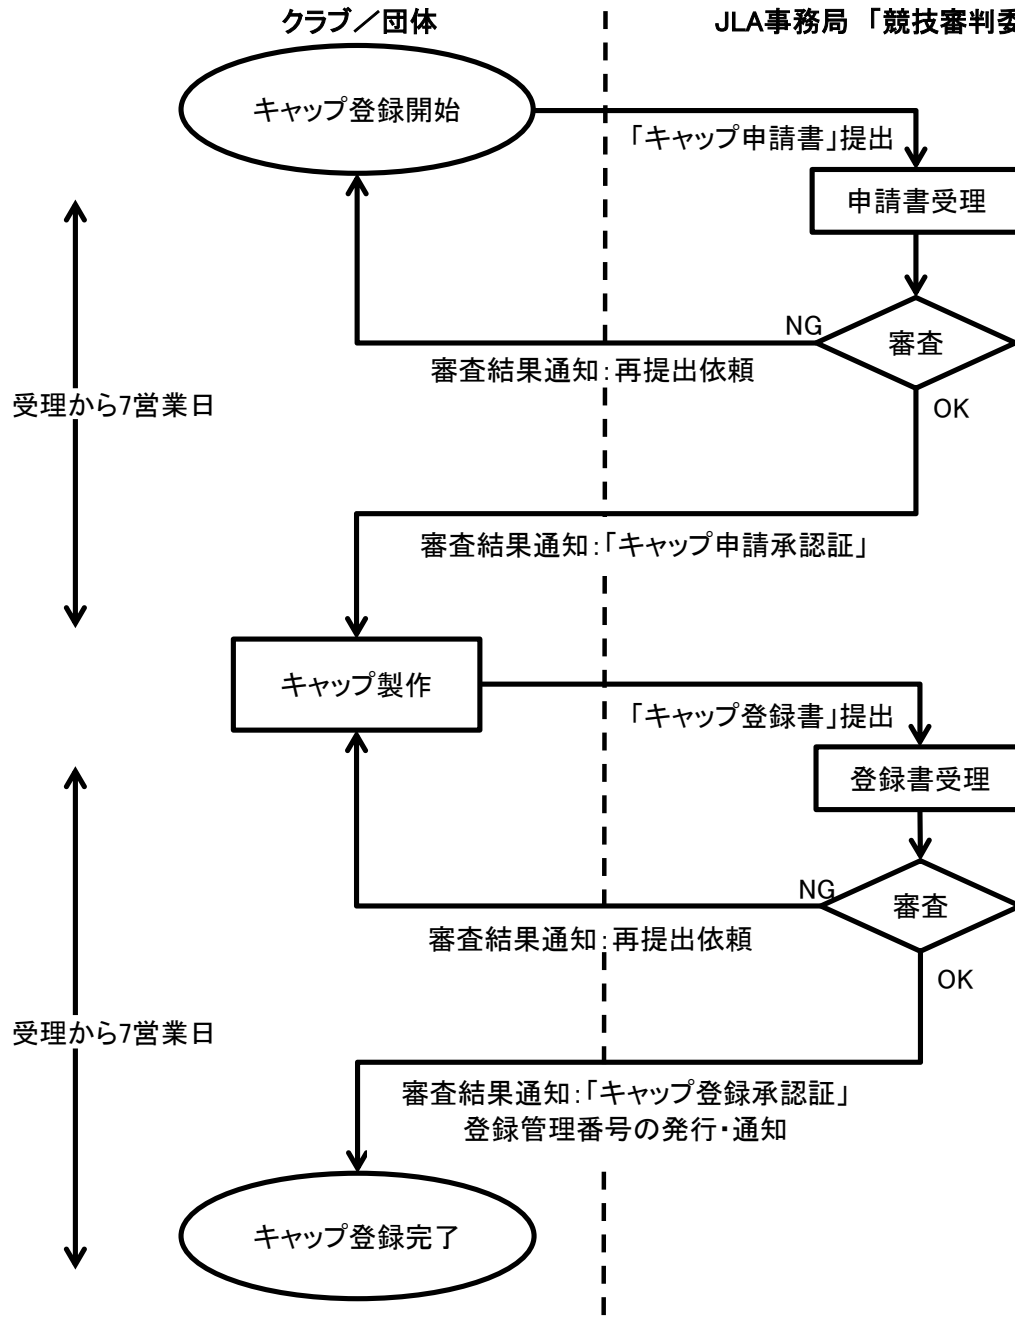 クラブ／団体
JLA事務局 「競技審判委
キャップ登録開始
「キャップ申請書」提出
申請書受理
NG
審査
審査結果通知：再提出依頼
OK
受理から7営業日
審査結果通知：「キャップ申請承認証」
キャップ製作
「キャップ登録書」提出
登録書受理
NG
審査
審査結果通知：再提出依頼
OK
受理から7営業日
審査結果通知：「キャップ登録承認証」
登録管理番号の発行・通知
キャップ登録完了